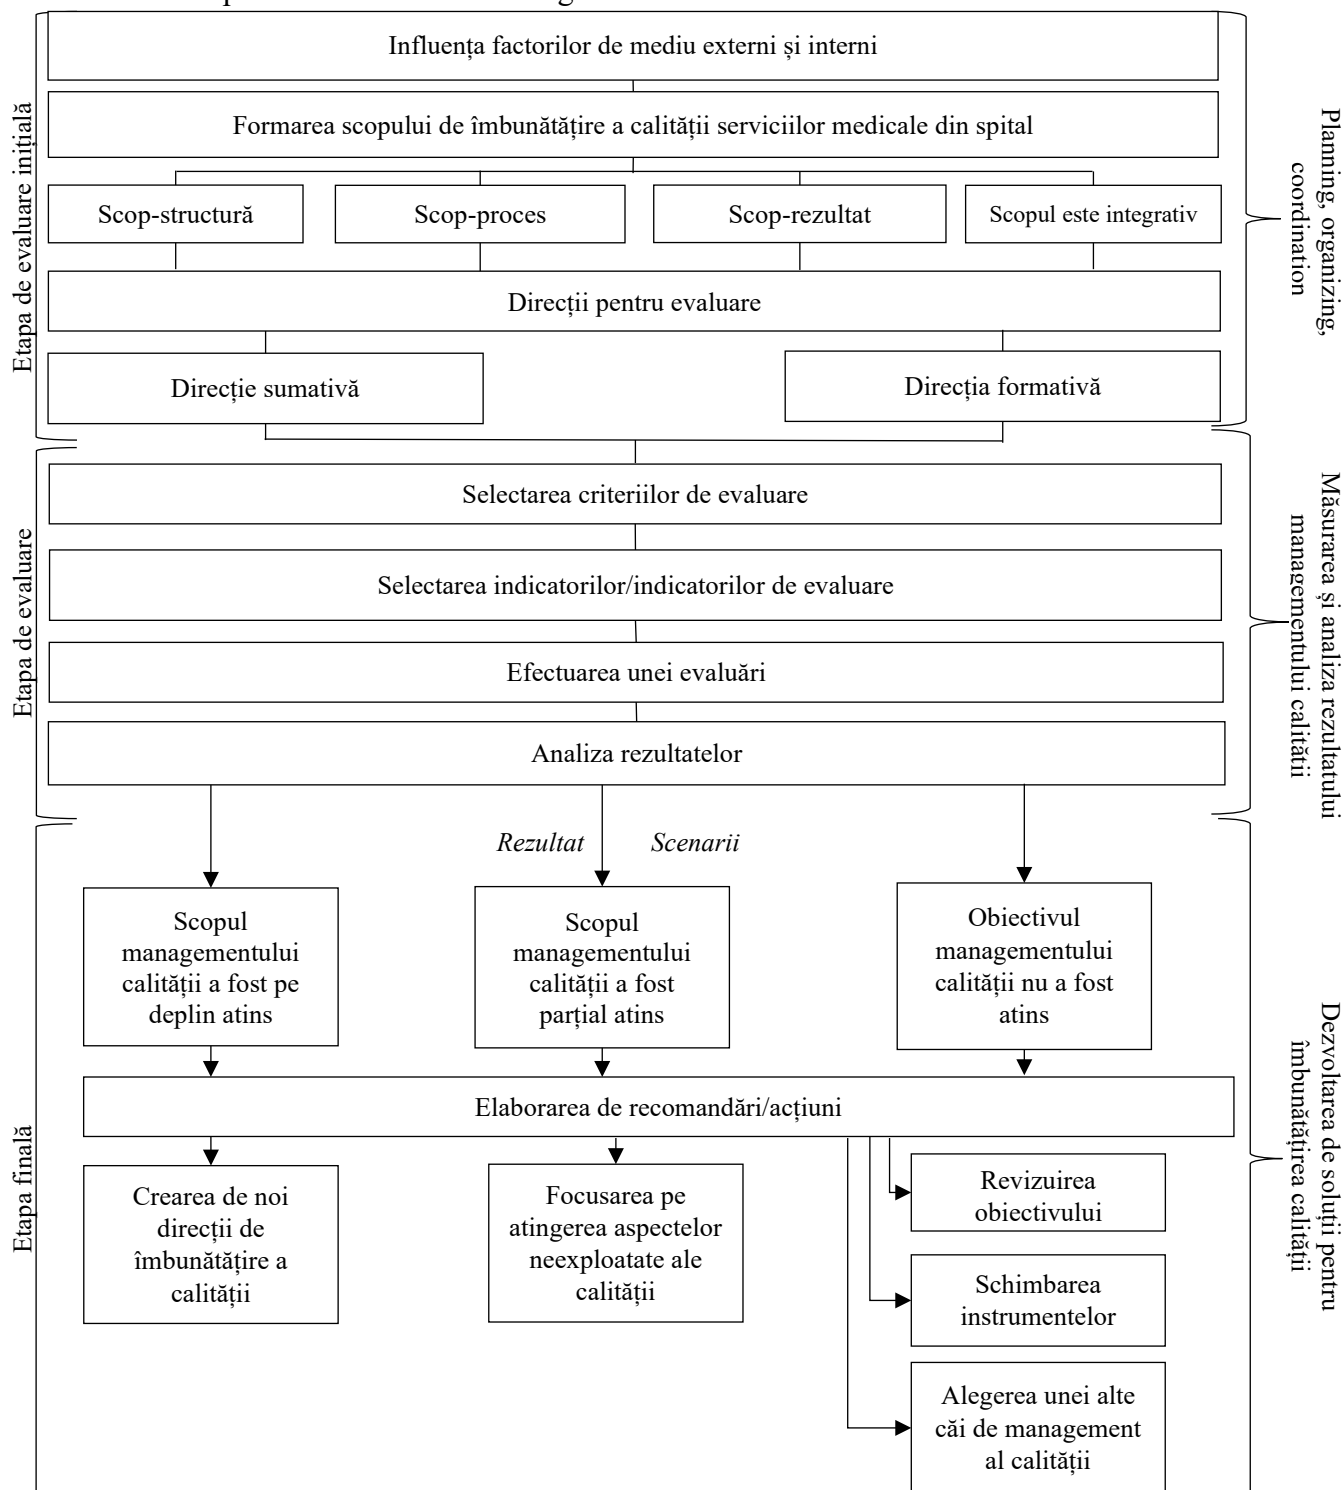 Influența factorilor de mediu externi și interni
Formarea scopului de îmbunătățire a calității serviciilor medicale din spital
Scop-structură
Scop-proces
Scop-rezultat
Scopul este integrativ
Direcții pentru evaluare
Direcție sumativă
Direcția formativă
Etapa de evaluare inițială
Planning, organizing,
coordination
Selectarea criteriilor de evaluare
Selectarea indicatorilor/indicatorilor de evaluare
Efectuarea unei evaluări
Analiza rezultatelor
Etapa de evaluare
Măsurarea și analiza rezultatului
managementului calității
Rezultat Scenarii
Scopul
managementului
calității a fost pe
deplin atins
Scopul
managementului
calității a fost
parțial atins
Obiectivul
managementului
calității nu a fost
atins
Elaborarea de recomandări/acțiuni
Crearea de noi
direcții de
îmbunătățire a
calității
Focusarea pe
atingerea aspectelor
neexploatate ale
calității
Revizuirea
obiectivului
Schimbarea
instrumentelor
Alegerea unei alte
căi de management
al calității
Etapa finală
Dezvoltarea de soluții pentru
îmbunătățirea calității